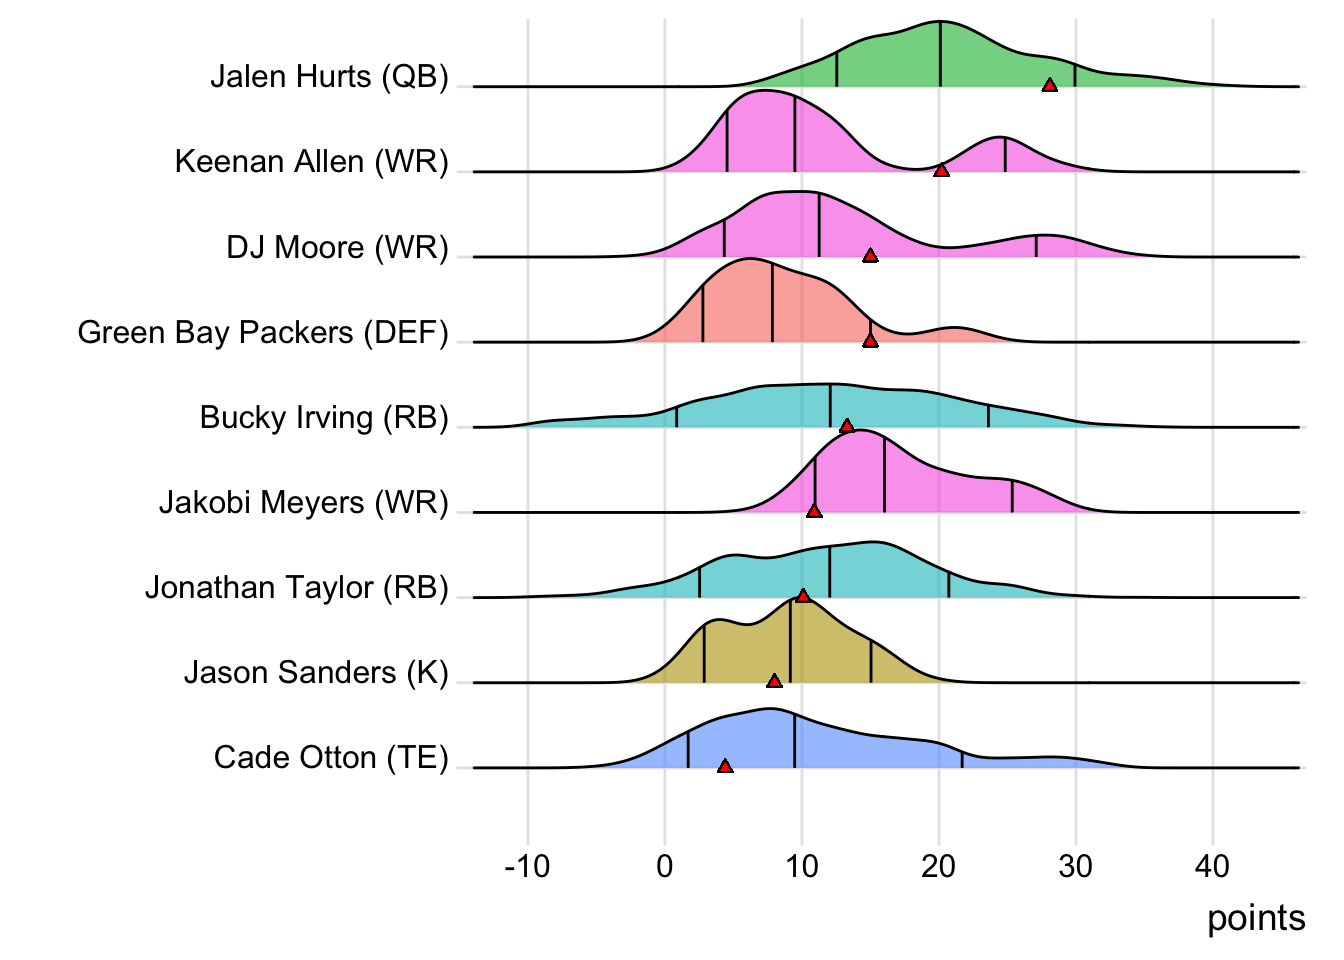 Jalen Hurts (QB)
Keenan Allen (WR)
DJ Moore (WR)
Green Bay Packers (DEF)
Bucky Irving (RB)
Jakobi Meyers (WR)
Jonathan Taylor (RB)
Jason Sanders (K)
Cade Otton (TE)
-10 0 10 20 30 40
points